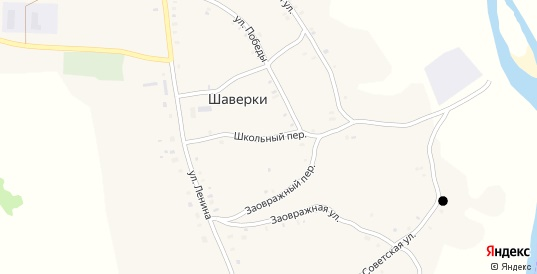 ул.
ул. Победы
Шаверки
Школьный пер.
ул. Ленина
Заовражный пер.
Заовражная ул.
Советская ул.
Яндекс
© Яндекс